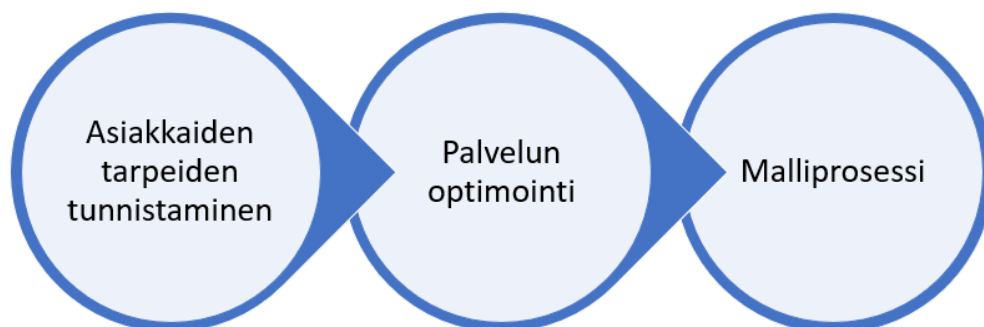 Asiakkaiden
tarpeiden
tunnistaminen
Palvelun
optimointi
Malliprosessi